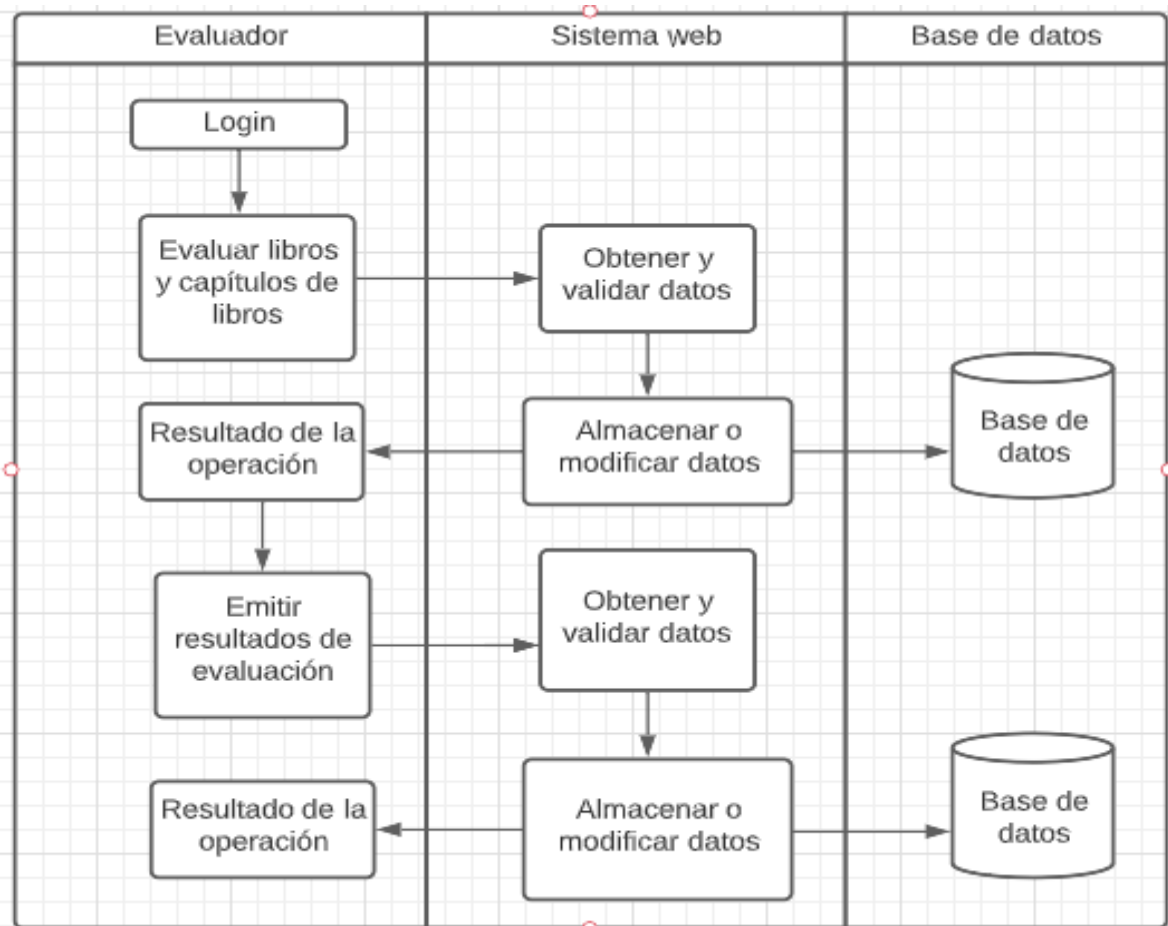 Evaluador
Sistema web
Base de datos
Login
Evaluar libros
y capítulos de
libros
Obtener y
validar datos
Resultado de la
operación
Almacenar o
modificar datos
Base de
datos
Emitir
resultados de
evaluación
Obtener y
validar datos
Resultado de la
operación
Almacenar o
modificar datos
Base de
datos